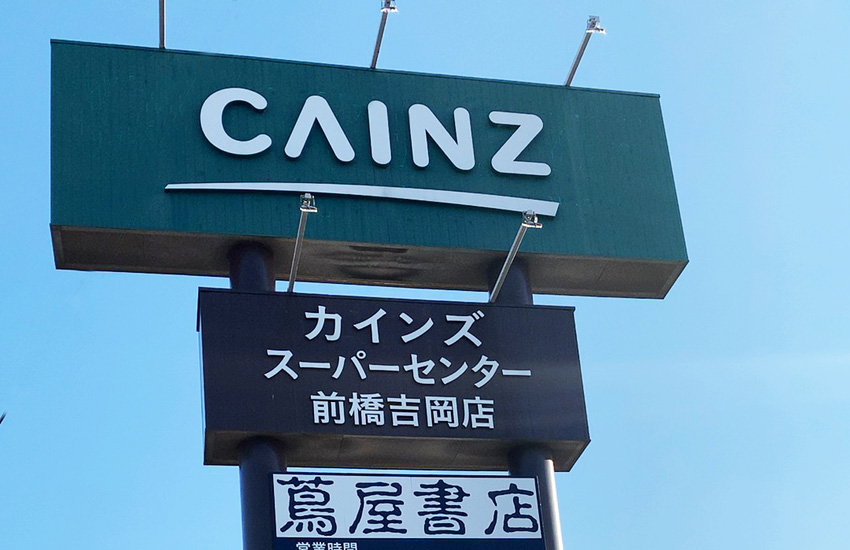 CAINZ
カインズ
スーパーセンター
前橋吉岡店
蔦屋書店
営業時間